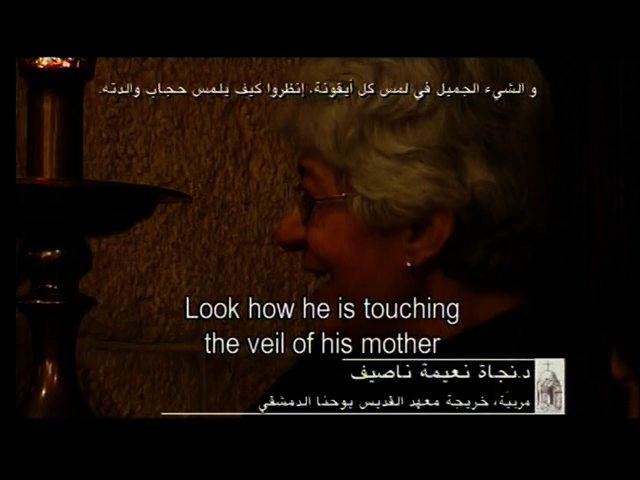 و الشيء الجميل في لمس كل أيقونة. إنظروا كيف يلمس حجاب والدته.
Look how he is touching
the veil of his mother
د.نجاة نعيمة ناصيف
مربيّة، خريجة معهد القديس يوحنا الدمشقي